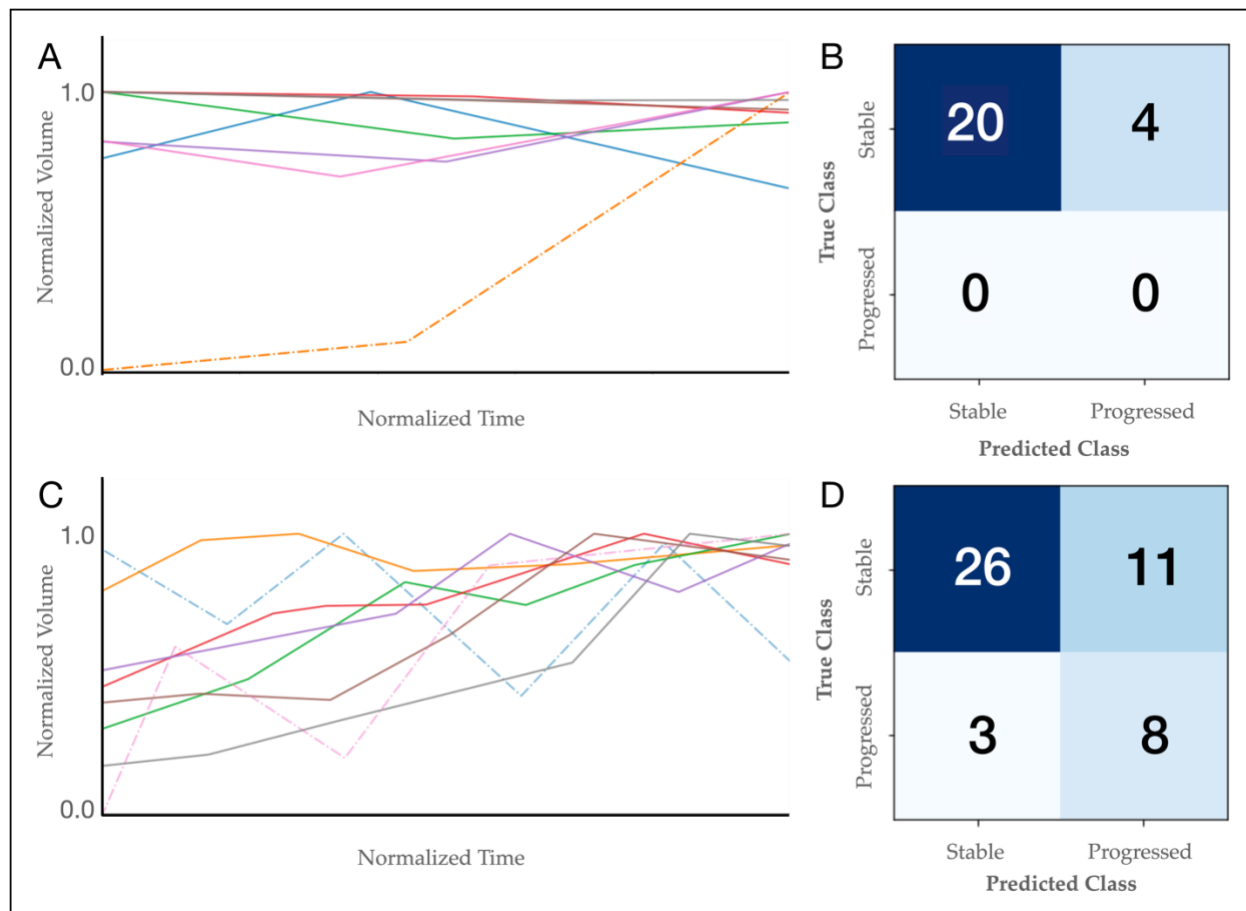 A
1.0
Normalized Volume
0.0
Normalized Time
B
True Class
Stable
20 4
Progressed
0 0
Stable Progressed
Predicted Class
C
1.0
Normalized Volume
0.0
Normalized Time
D
True Class
Stable
26 11
Progressed
3 8
Stable Progressed
Predicted Class